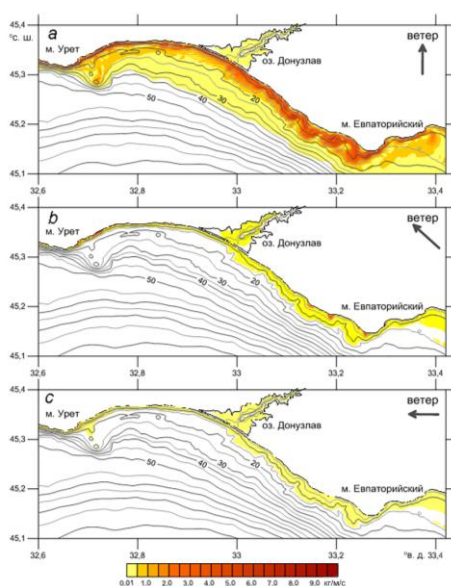 45,4
°с. ш.
a
м. Урет
ветер
оз. Донузлав
45,3
50
40
30
20
45,2
м. Евпаторийский
45,1
32,6 32,8 33 33,2 33,4
45,4
b
м. Урет
ветер
оз. Донузлав
45,3
50
40
30
20
45,2
м. Евпаторийский
45,1
32,6 32,8 33 33,2 33,4
45,4
c
м. Урет
ветер
оз. Донузлав
45,3
50
40
30
20
45,2
м. Евпаторийский
45,1
32,6 32,8 33 33,2 °в. д. 33,4
0.01 1,0 2,0 3,0 4,0 5,0 6,0 7,0 8,0 9,0 кг/м/с